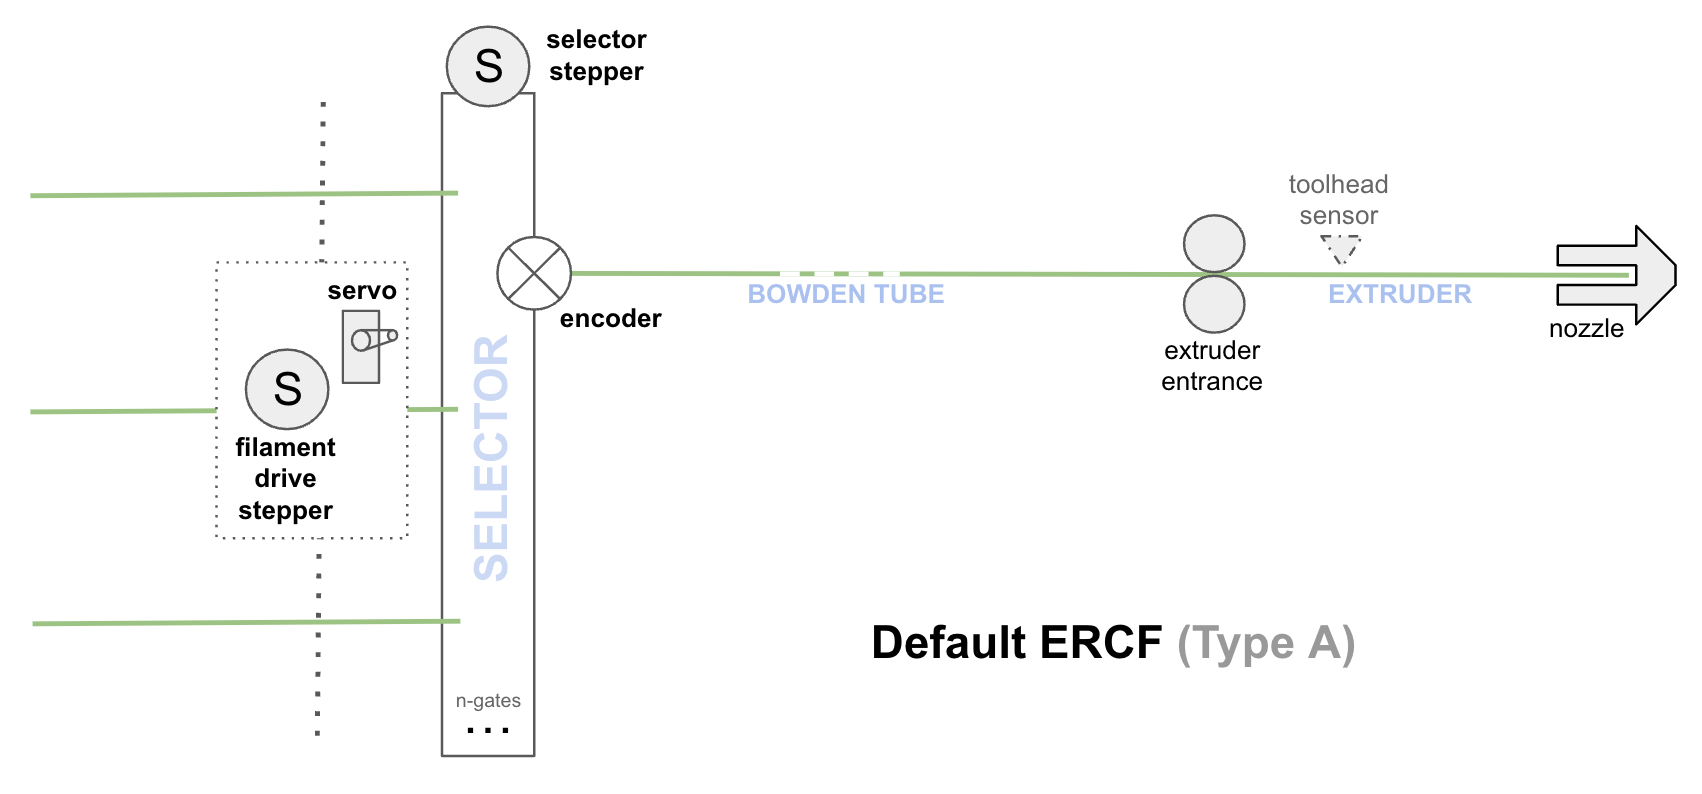 selector
stepper
S
toolhead
sensor
servo
encoder
BOWDEN TUBE
EXTRUDER
nozzle
extruder
entrance
S
filament
drive
stepper
SELECTOR
Default ERCF (Type A)
n-gates
...